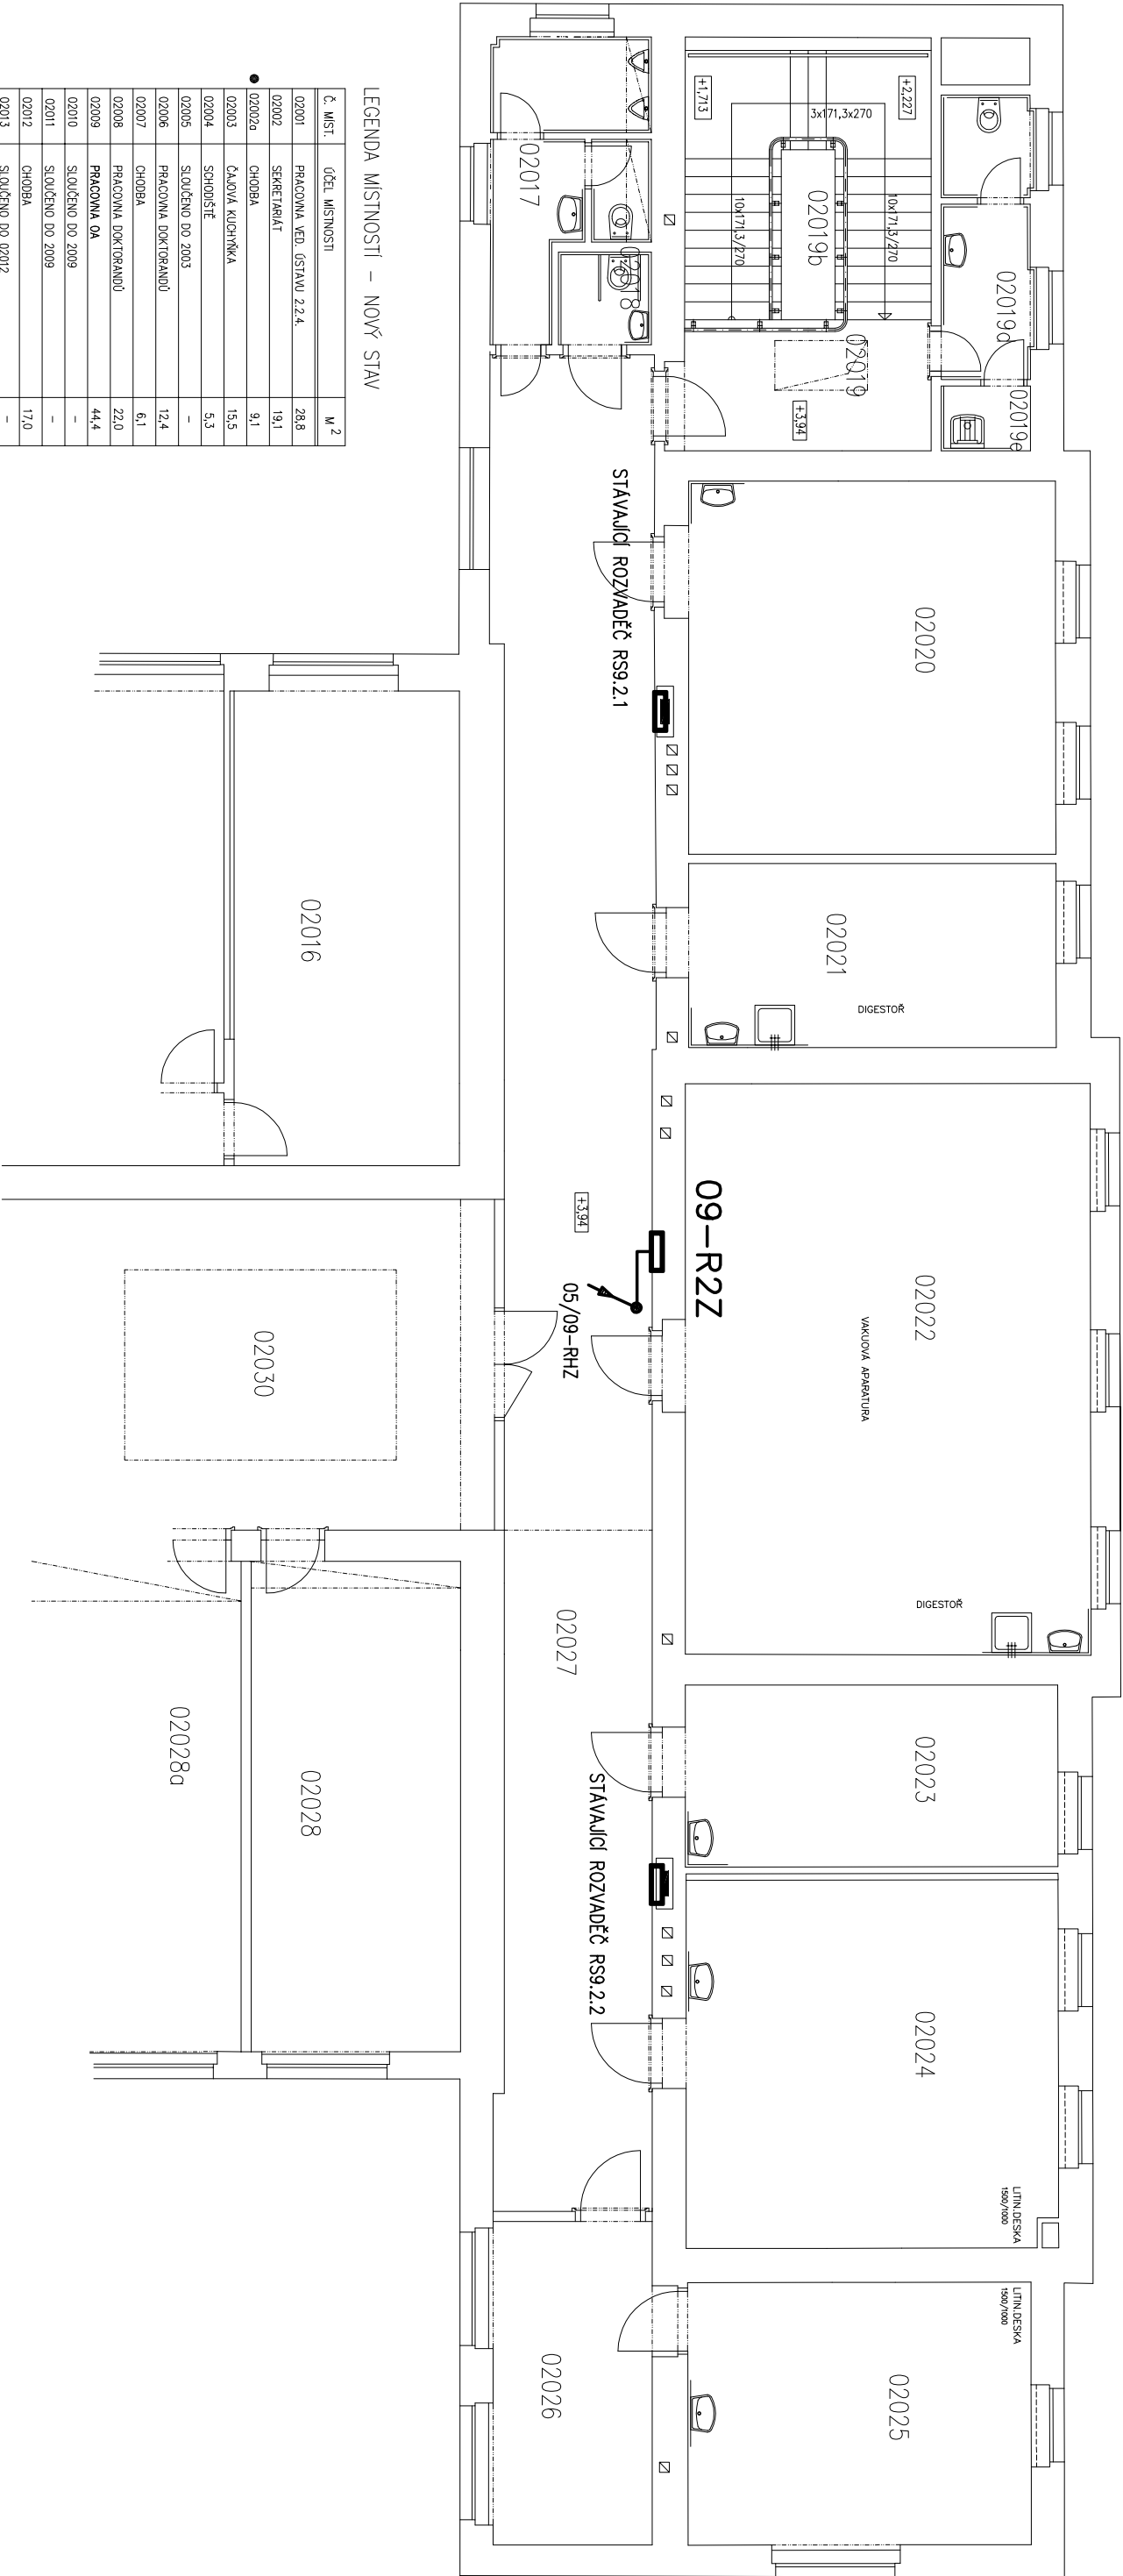 +1,713
+2,227
3x171,3x270
10x171,3/270
10x171,3/270
02019b
02017
02018
02019
02019d
02019e
+3,94
STÁVAJÍCÍ ROZVADĚČ RS9.2.1
02020
02021
DIGESTOŘ
02016
+3,94
09-R2Z
05/09-RHZ
02022
VAKUOVÁ APARATURA
DIGESTOŘ
02030
02027
02028
02028a
02023
STÁVAJÍCÍ ROZVADĚČ RS9.2.2
02024
LITIN.DESKA
1500/1000
LITIN.DESKA
1500/1000
02025
02026
LEGENDA MÍSTNOSTÍ – NOVÝ STAV
Č. MÍST. ÚČEL MÍSTNOSTI M2
02001 PRACOVNA VED. ÚSTAVU 2.2.4. 28,8
02002 SEKRETARIÁT 19,1
02002a CHODBA 9,1
02003 ČAJOVÁ KUCHYŇKA 15,5
02004 SCHODIŠTĚ 5,3
02005 SLOUČENO DO 2003 –
02006 PRACOVNA DOKTORANDŮ 12,4
02007 CHODBA 6,1
02008 PRACOVNA DOKTORANDŮ 22,0
02009 PRACOVNA OA 44,4
02010 SLOUČENO DO 2009 –
02011 SLOUČENO DO 2009 –
02012 CHODBA 17,0
02013 SLOUČENO DO 02012 –